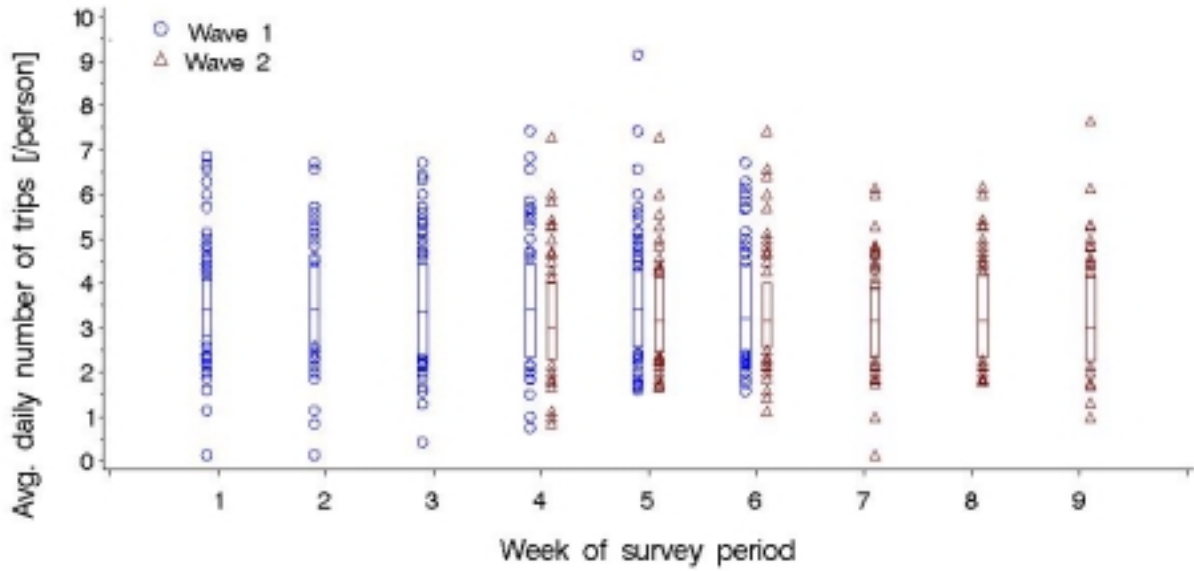 Avg. daily number of trips [/person]
10
9
8
7
6
5
4
3
2
1
0
Wave 1
Wave 2
1 2 3 4 5 6 7 8 9
Week of survey period